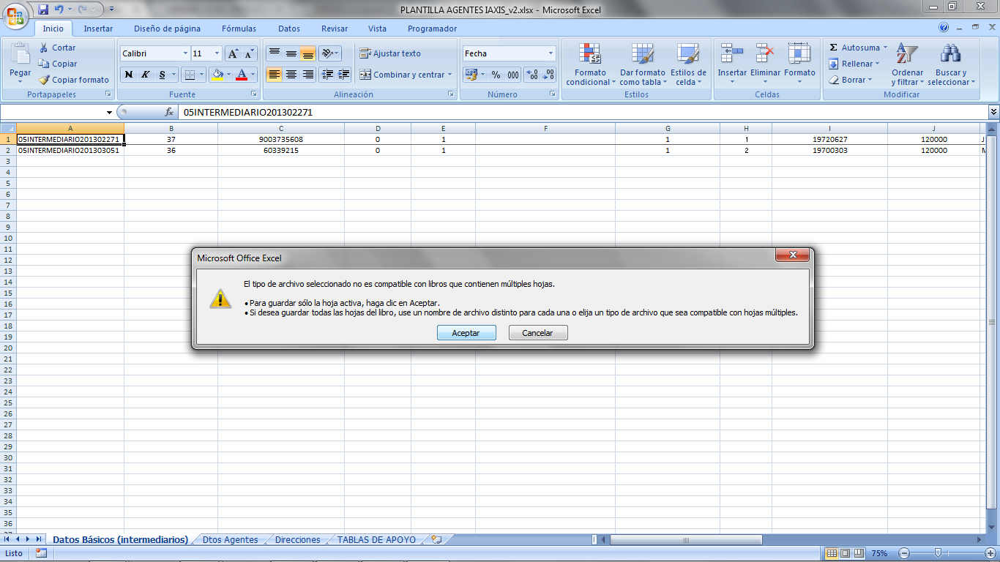 PLANTILLA AGENTES IAXIS_v2.xlsx - Microsoft Excel
Inicio Insertar Diseño de página Fórmulas Datos Revisar Vista Programador
Pegar Cortar Copiar Copiar formato Portapapeles
Calibri 11 N K S A A A Fuente
Ajustar texto Combinar y centrar Alineación
Fecha % 000 Número
Formato condicional Dar formato como tabla Estilos de celda Estilos
Insertar Eliminar Formato Celdas
Σ Autosuma Rellenar Borrar Ordenar y filtrar Buscar y seleccionar Modificar
fx 05INTERMEDIARIO201302271
A B C D E F G H I J
1 05INTERMEDIARIO201302271 37 9003735608 0 1 1 1 19720627 120000 J
2 05INTERMEDIARIO201303051 36 60339215 0 1 1 2 19700303 120000 M
3
4
5
6
7
8
9
10
11
12
13
14
15
16
17
18
19
20
21
22
23
24
25
26
27
28
29
30
31
32
33
34
35
36
Microsoft Office Excel
El tipo de archivo seleccionado no es compatible con libros que contienen múltiples hojas.
• Para guardar sólo la hoja activa, haga clic en Aceptar.
• Si desea guardar todas las hojas del libro, use un nombre de archivo distinto para cada una o elija un tipo de archivo que sea compatible con hojas múltiples.
Aceptar Cancelar
Datos Básicos (intermediarios) Dtos Agentes Direcciones TABLAS DE APOYO
Listo 75%